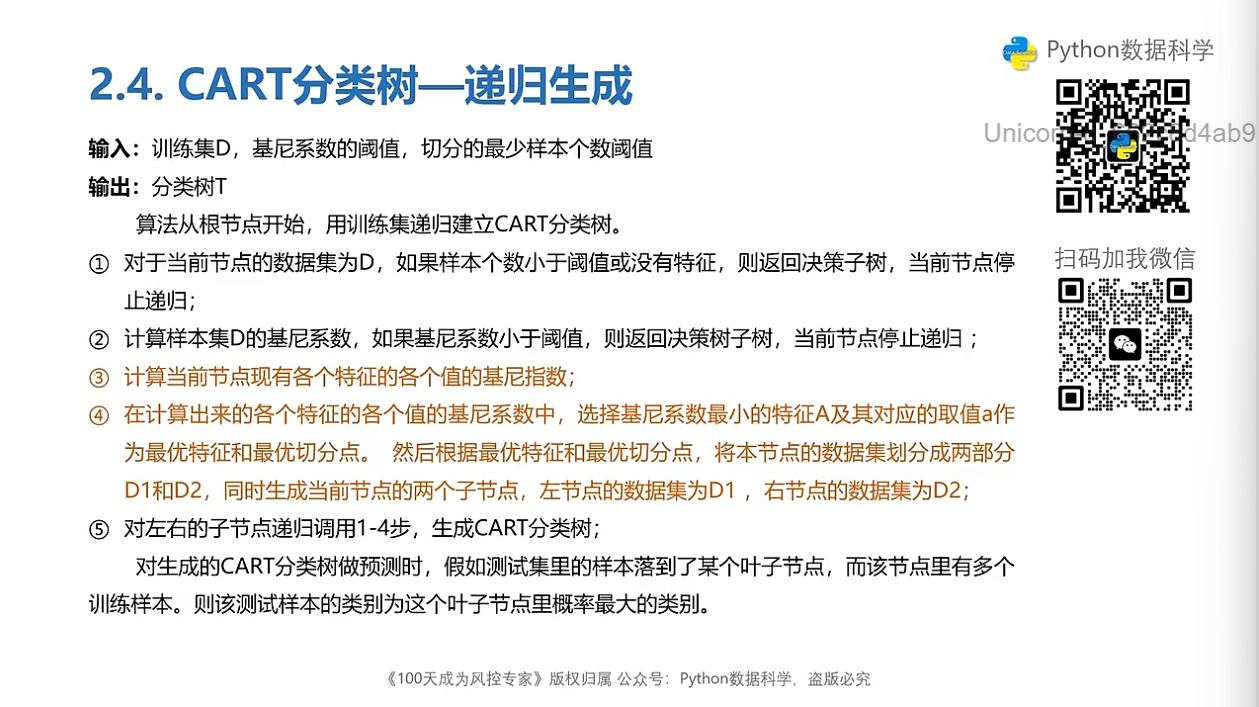 Python数据科学
2.4. CART分类树—递归生成
输入：训练集D，基尼系数的阈值，切分的最少样本个数阈值
输出：分类树T
算法从根节点开始，用训练集递归建立CART分类树。
① 对于当前节点的数据集为D，如果样本个数小于阈值或没有特征，则返回决策子树，当前节点停
止递归；
② 计算样本集D的基尼系数，如果基尼系数小于阈值，则返回决策树子树，当前节点停止递归 ；
③ 计算当前节点现有各个特征的各个值的基尼指数；
④ 在计算出来的各个特征的各个值的基尼系数中，选择基尼系数最小的特征A及其对应的取值a作
为最优特征和最优切分点。 然后根据最优特征和最优切分点，将本节点的数据集划分成两部分
D1和D2，同时生成当前节点的两个子节点，左节点的数据集为D1 ，右节点的数据集为D2；
⑤ 对左右的子节点递归调用1-4步，生成CART分类树；
对生成的CART分类树做预测时，假如测试集里的样本落到了某个叶子节点，而该节点里有多个
训练样本。则该测试样本的类别为这个叶子节点里概率最大的类别。
扫码加我微信
《100天成为风控专家》版权归属 公众号：Python数据科学，盗版必究